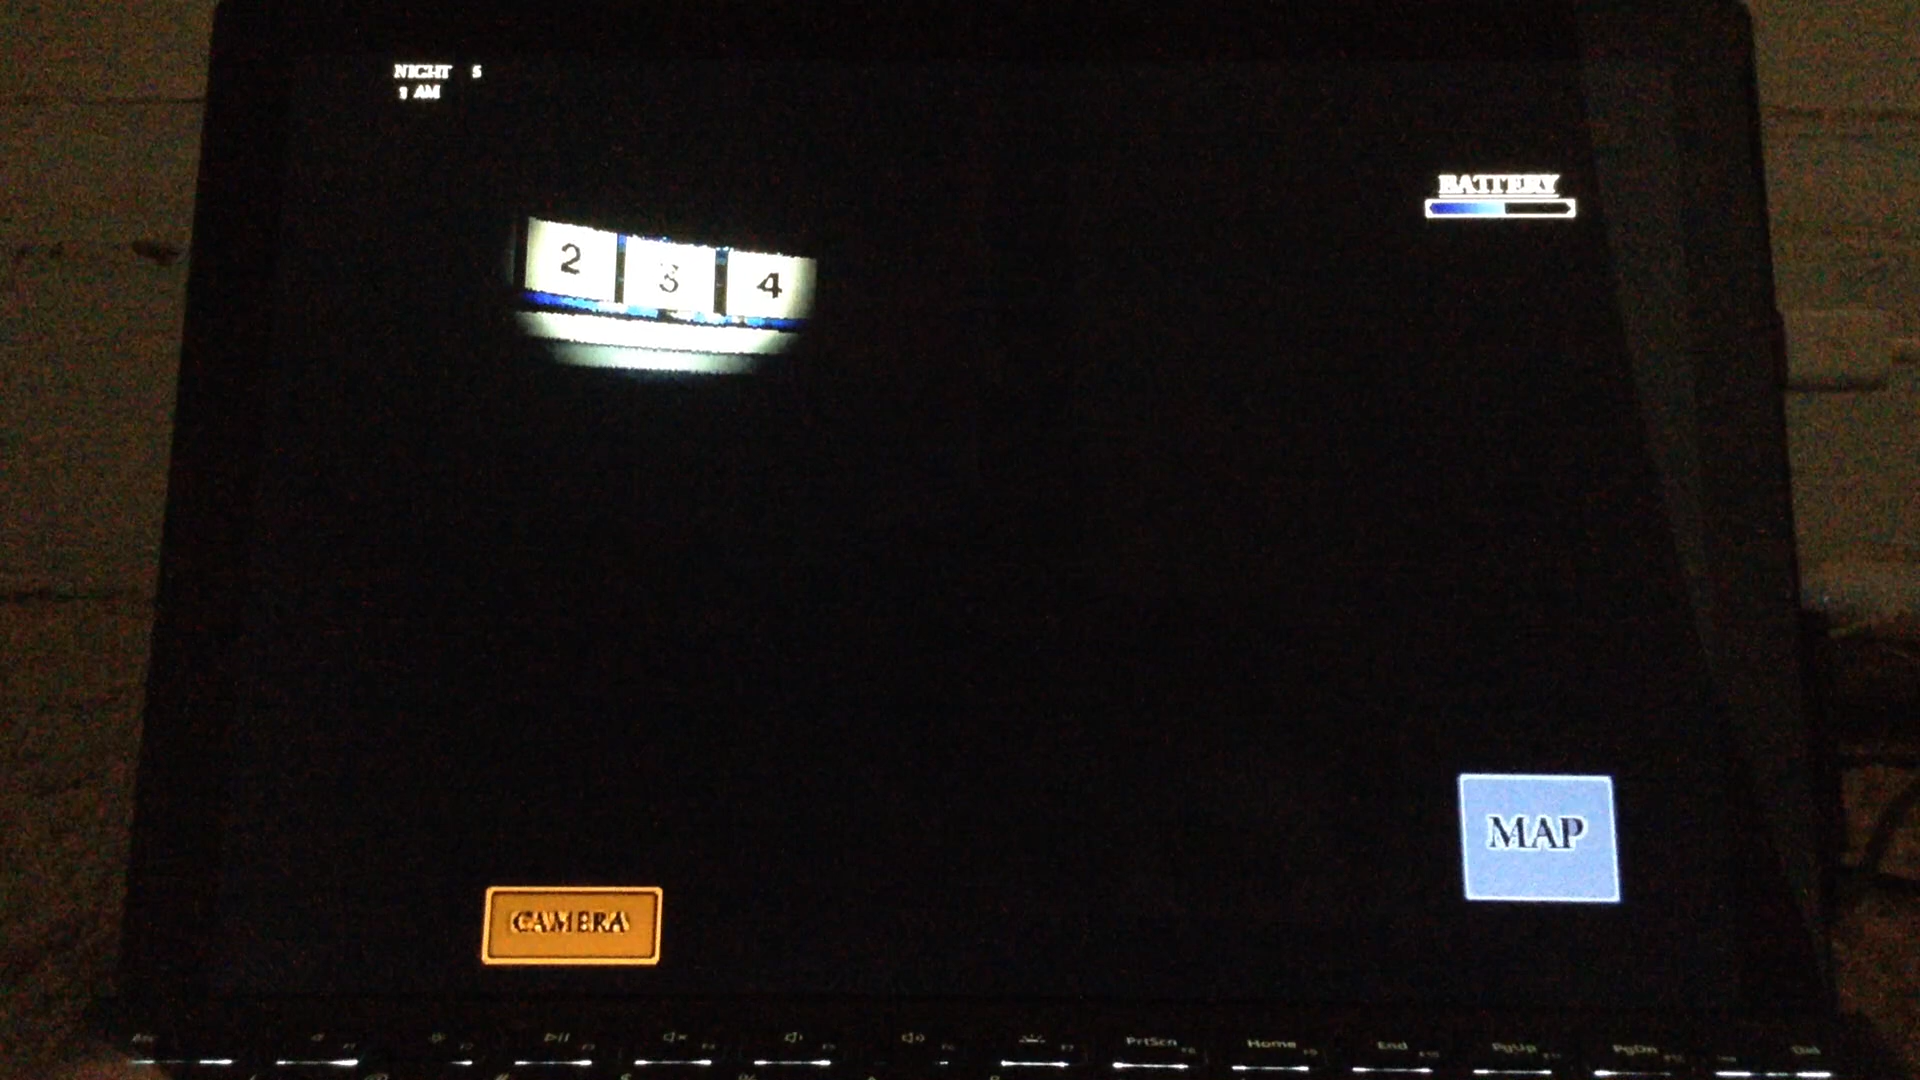 NIGHT 5
1 AM
BATTERY
2 3 4
MAP
CAMERA
PrtScn Home End PgUp PgDn